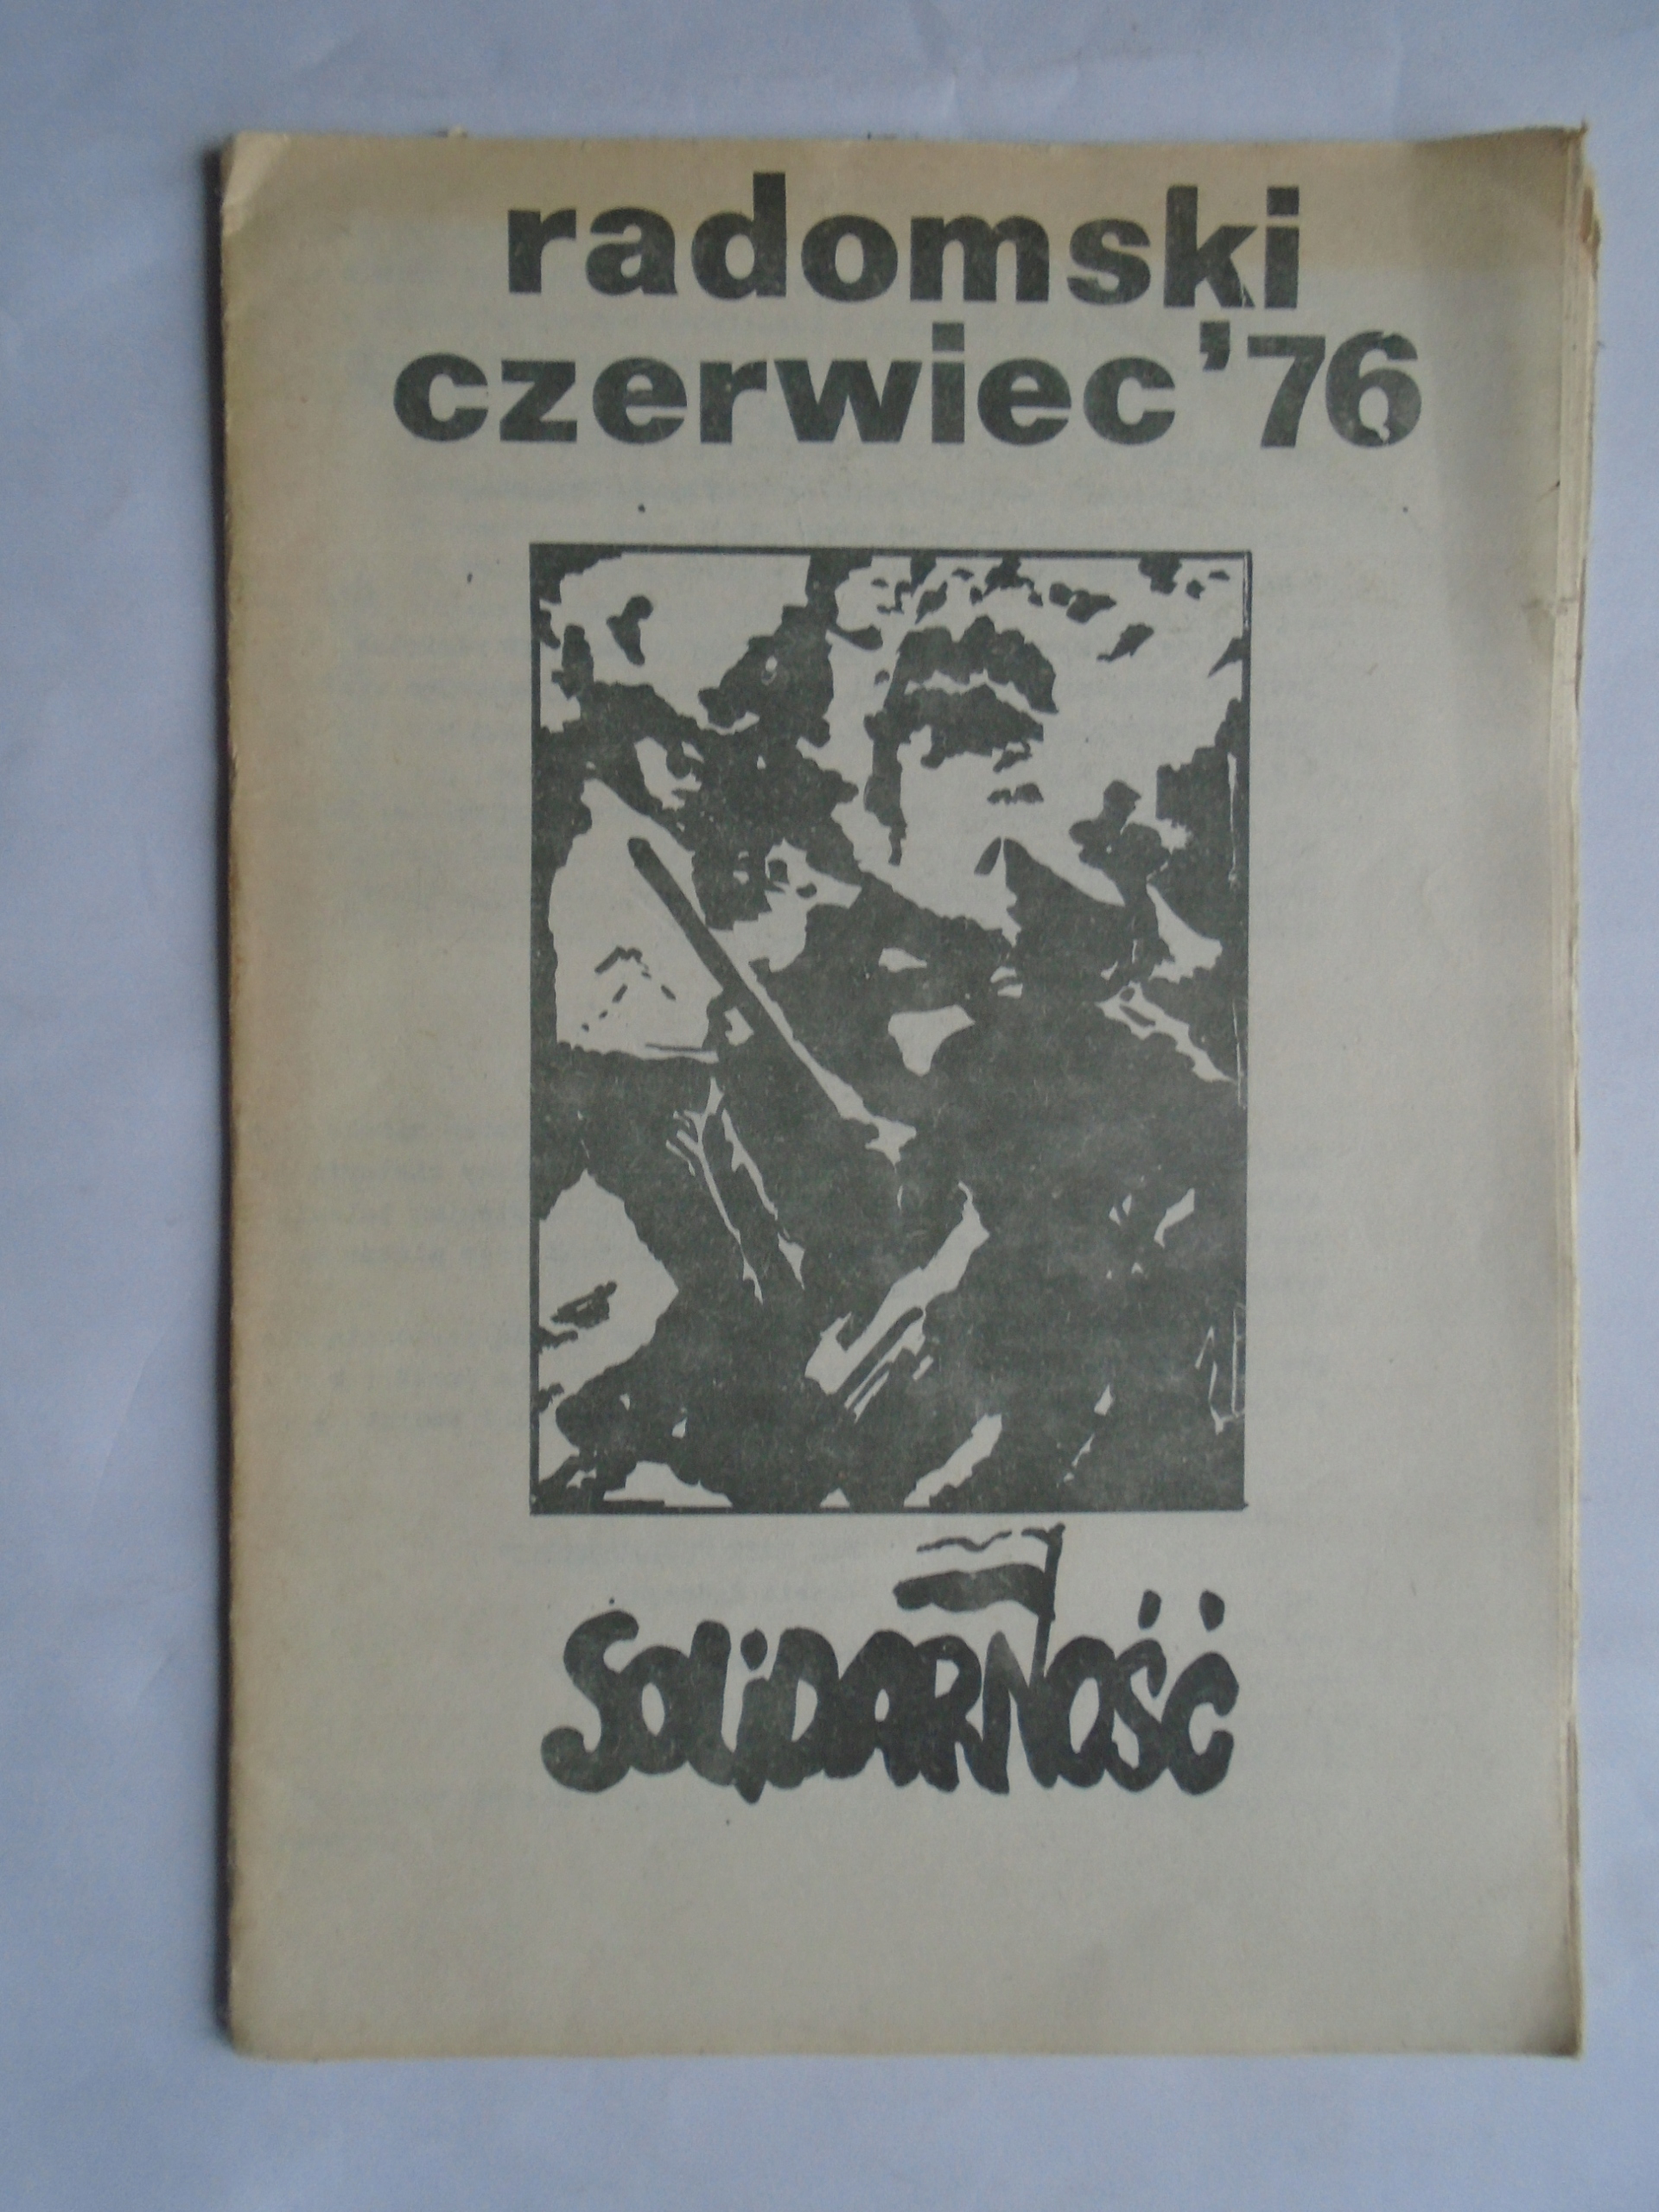 radomski
czerwiec '76
SOLiDARNOŚĆ